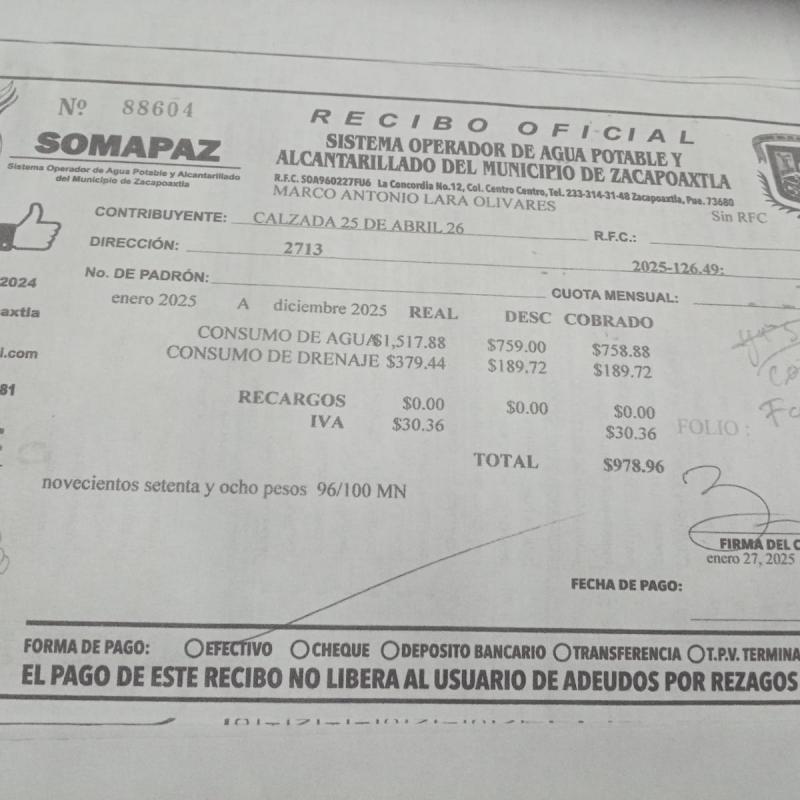 Nº 88604
RECIBO OFICIAL
SOMAPAZ
Sistema Operador de Agua Potable y Alcantarillado
del Municipio de Zacapoaxtla
SISTEMA OPERADOR DE AGUA POTABLE Y
ALCANTARILLADO DEL MUNICIPIO DE ZACAPOAXTLA
R.F.C. SOA960227FU6 La Concordia No.12, Col. Centro Centro, Tel. 233-314-31-48 Zacapoaxtla, Pue. 73680
MARCO ANTONIO LARA OLIVARES
Sin RFC
CONTRIBUYENTE: CALZADA 25 DE ABRIL 26
R.F.C.:
DIRECCIÓN: 2713
2025-126.49:
No. DE PADRÓN:
CUOTA MENSUAL:
2024
axtla
l.com
81
enero 2025 A diciembre 2025 REAL DESC COBRADO
CONSUMO DE AGUA $1,517.88 $759.00 $758.88
CONSUMO DE DRENAJE $379.44 $189.72 $189.72
RECARGOS $0.00 $0.00 $0.00
IVA $30.36 $30.36
FOLIO :
TOTAL $978.96
novecientos setenta y ocho pesos 96/100 MN
FIRMA DEL C
enero 27, 2025
FECHA DE PAGO:
FORMA DE PAGO: EFECTIVO CHEQUE DEPOSITO BANCARIO TRANSFERENCIA T.P.V. TERMINA
EL PAGO DE ESTE RECIBO NO LIBERA AL USUARIO DE ADEUDOS POR REZAGOS